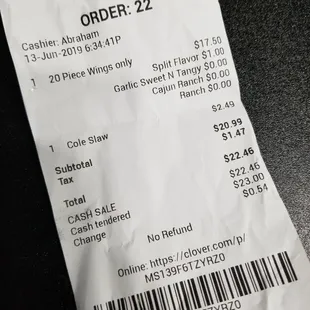 ORDER: 22
Cashier: Abraham
13-Jun-2019 6:34:41P
1 20 Piece Wings only $17.50
Split Flavor $1.00
Garlic Sweet N Tangy $0.00
Cajun Ranch $0.00
Ranch $0.00
1 Cole Slaw $2.49
Subtotal $20.99
Tax $1.47
Total $22.46
CASH SALE $22.46
Cash tendered $23.00
Change $0.54
No Refund
Online: https://clover.com/p/
MS139F6TZYRZ0